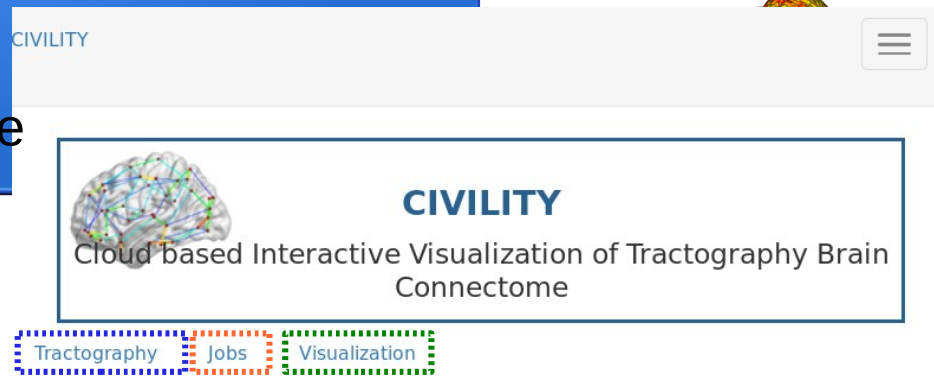 CIVILITY
e
CIVILITY
Cloud based Interactive Visualization of Tractography Brain
Connectome
Tractography Jobs Visualization